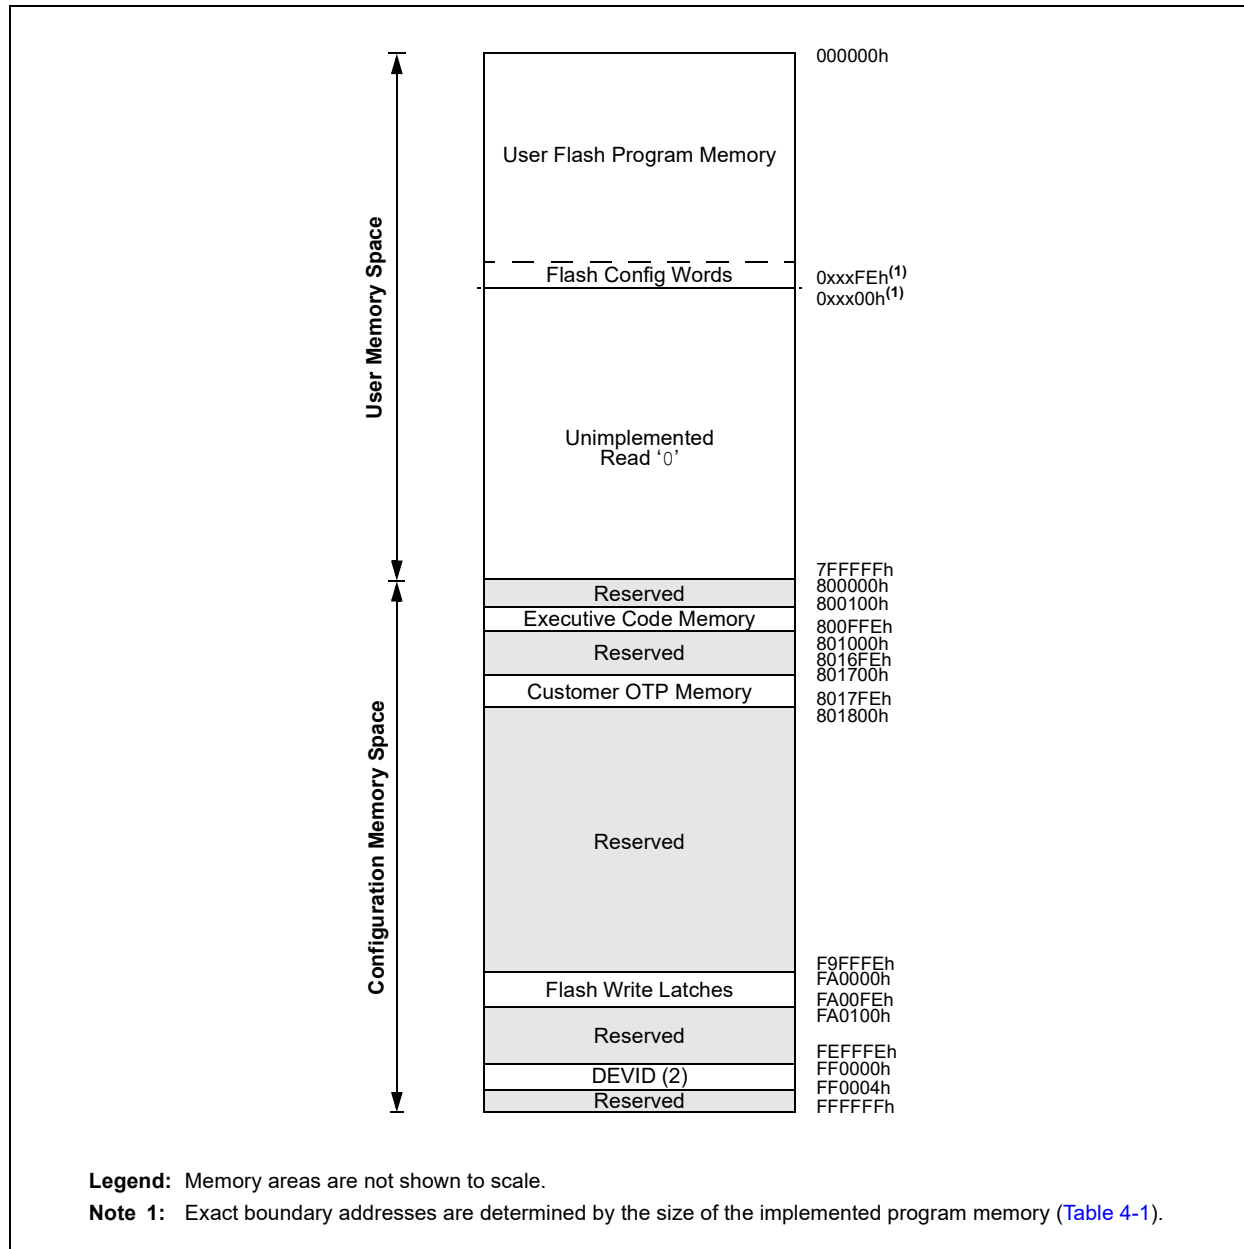 000000h
User Flash Program Memory
Flash Config Words
0xxxFEh(1)
0xxx00h(1)
User Memory Space
Unimplemented
Read ‘0’
7FFFFFh
800000h
Reserved
800100h
Executive Code Memory
800FFEh
801000h
Reserved
8016FEh
801700h
Customer OTP Memory
8017FEh
801800h
Configuration Memory Space
Reserved
F9FFFEh
FA0000h
Flash Write Latches
FA00FEh
FA0100h
Reserved
FEFFFEh
FF0000h
DEVID (2)
FF0004h
Reserved
FFFFFFh
Legend: Memory areas are not shown to scale.
Note 1: Exact boundary addresses are determined by the size of the implemented program memory (Table 4-1).